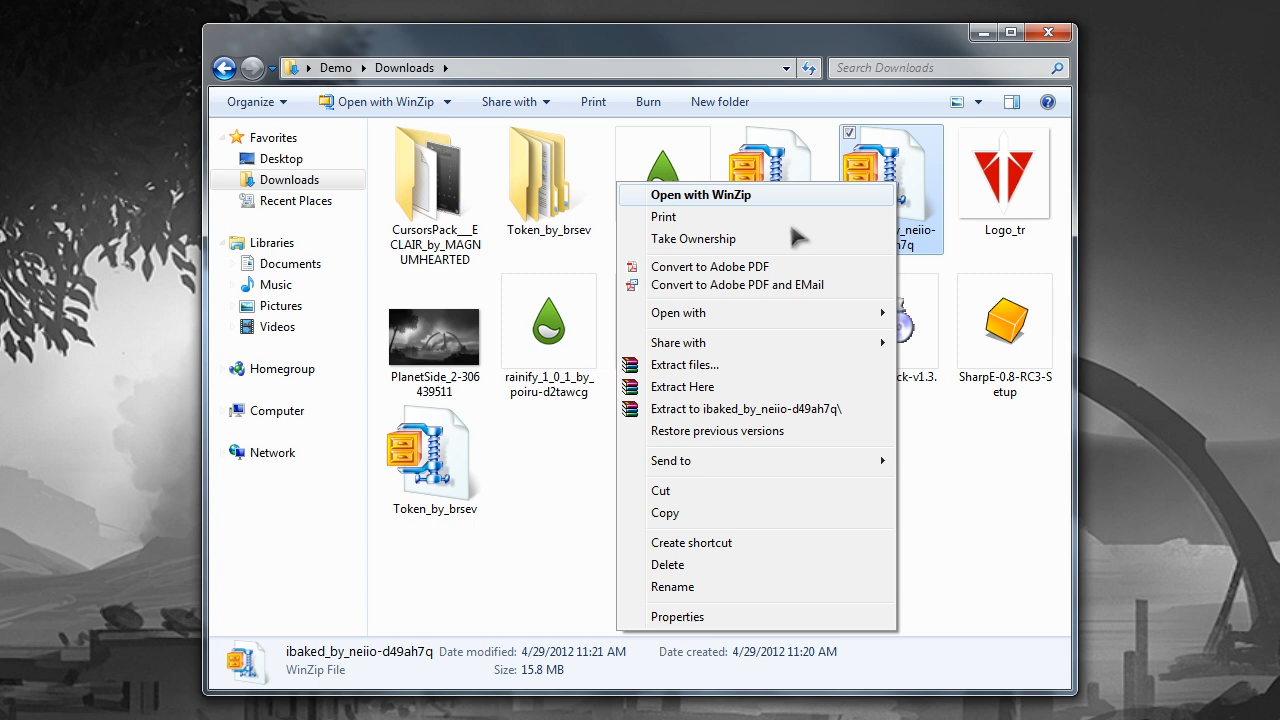 Demo
Downloads
Search Downloads
Organize
Open with WinZip
Share with
Print
Burn
New folder
Favorites
Desktop
Downloads
Recent Places
Libraries
Documents
Music
Pictures
Videos
Homegroup
Computer
Network
CursorsPack__E
CLAIR_by_MAGN
UMHEARTED
Token_by_brsev
y_neiio-
h7q
Logo_tr
PlanetSide_2-306
439511
rainify_1_0_1_by_
poiru-d2tawcg
ck-v1.3.
SharpE-0.8-RC3-S
etup
Token_by_brsev
Open with WinZip
Print
Take Ownership
Convert to Adobe PDF
Convert to Adobe PDF and EMail
Open with
Share with
Extract files...
Extract Here
Extract to ibaked_by_neiio-d49ah7q\
Restore previous versions
Send to
Cut
Copy
Create shortcut
Delete
Rename
Properties
ibaked_by_neiio-d49ah7q Date modified: 4/29/2012 11:21 AM Date created: 4/29/2012 11:20 AM
WinZip File Size: 15.8 MB